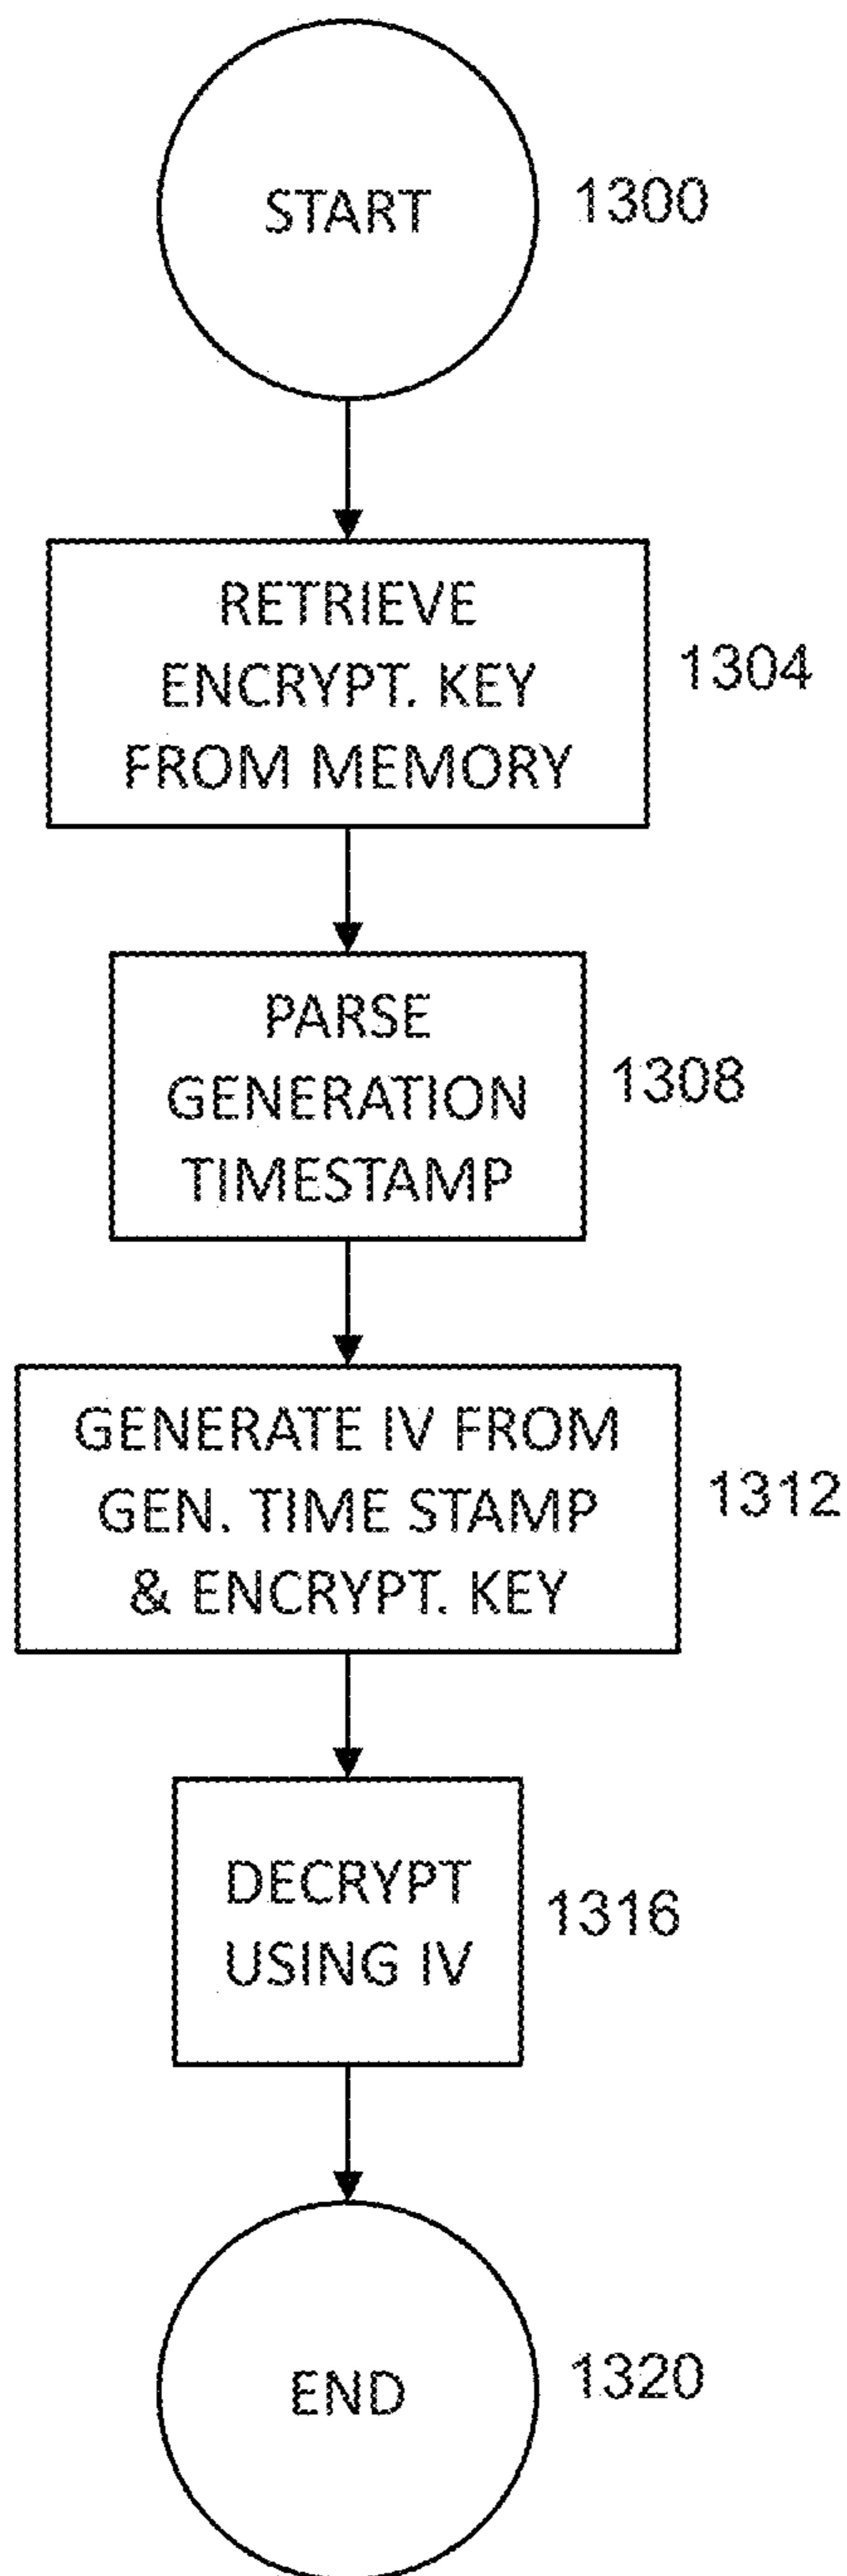 START
1300
RETRIEVE
ENCRYPT. KEY
FROM MEMORY
1304
PARSE
GENERATION
TIMESTAMP
1308
GENERATE IV FROM
GEN. TIME STAMP
& ENCRYPT. KEY
1312
DECRYPT
USING IV
1316
END
1320